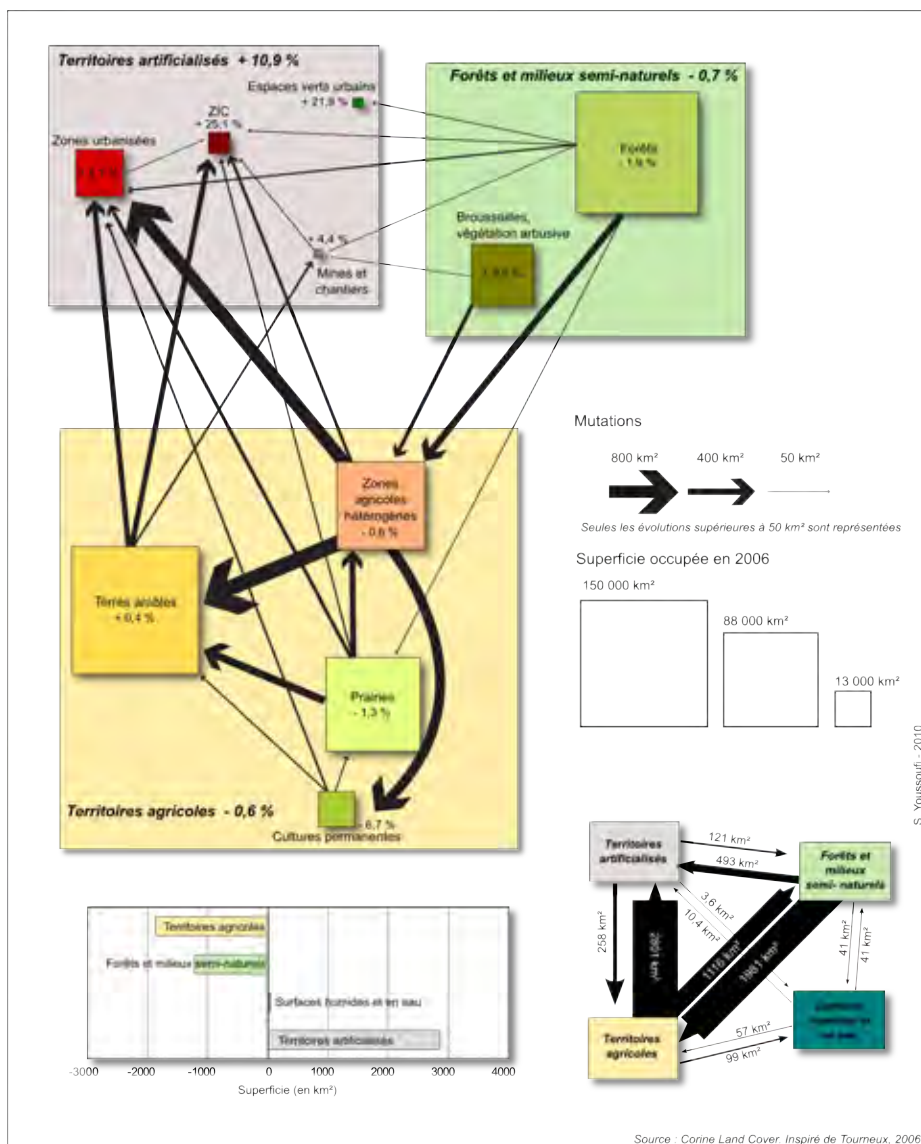 Territoires artificialisés + 10,9 %
Espaces verts urbains
+ 21,9 %
ZIC
+ 25,1 %
Zones urbanisées
+ 4,4 %
Mines et
chantiers
Forêts et milieux semi-naturels - 0,7 %
Forêts
- 1,9 %
Broussailles,
végétation arbusive
Zones
agricoles
hétérogènes
- 0,6 %
Terres arables
+ 0,4 %
Prairies
- 1,3 %
- 6,7 %
Cultures permanentes
Territoires agricoles - 0,6 %
Mutations
800 km²
400 km²
50 km²
Seules les évolutions supérieures à 50 km² sont représentées
Superficie occupée en 2006
150 000 km²
88 000 km²
13 000 km²
S. Youssoufi - 2010
Territoires
artificialisés
121 km²
493 km²
Forêts et
milieux
semi- naturels
3,6 km²
10,4 km²
258 km²
1116 km²
1981 km²
41 km²
41 km²
57 km²
99 km²
Territoires
agricoles
Territoires agricoles
Forêts et milieux semi-naturels
Surfaces humides et en eau
Territoires artificialisés
-3000 -2000 -1000 0 1000 2000 3000 4000
Superficie (en km²)
Source : Corine Land Cover. Inspiré de Tourneux, 2006